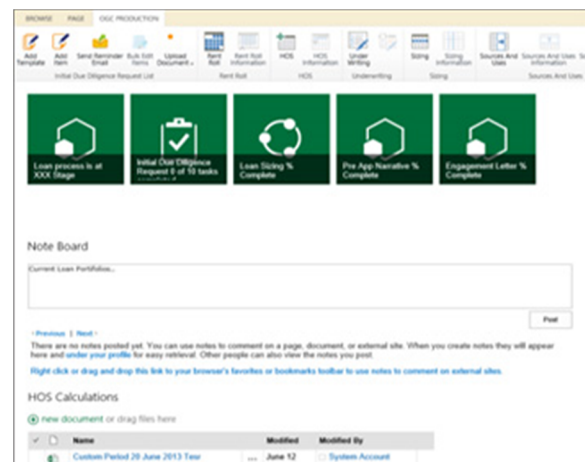 BROWSE PAGE OGC PRODUCTION
Add Template Add Item Send Reminder Email Bulk Edit Items Upload Document Rent Roll Rent Roll Information HOS HOS Information Under Writing Sizing Sizing Information Sources And Uses Sources And Uses Information
Initial Due Diligence Request List Rent Roll HOS Underwriting Sizing Sources And Uses
Loan process is at XXX Stage
Initial Due Diligence Request 0 of 10 tasks completed
Loan Sizing % Complete
Pre App Narrative % Complete
Engagement Letter % Complete
Note Board
Current Loan Portfolios...
Post
‹ Previous | Next ›
There are no notes posted yet. You can use notes to comment on a page, document, or external site. When you create notes they will appear
here and under your profile for easy retrieval. Other people can also view the notes you post.
Right click or drag and drop this link to your browser's favorites or bookmarks toolbar to use notes to comment on external sites.
HOS Calculations
new document or drag files here
Name Modified Modified By
Custom Period 20 June 2013 Tesr ... June 12 System Account